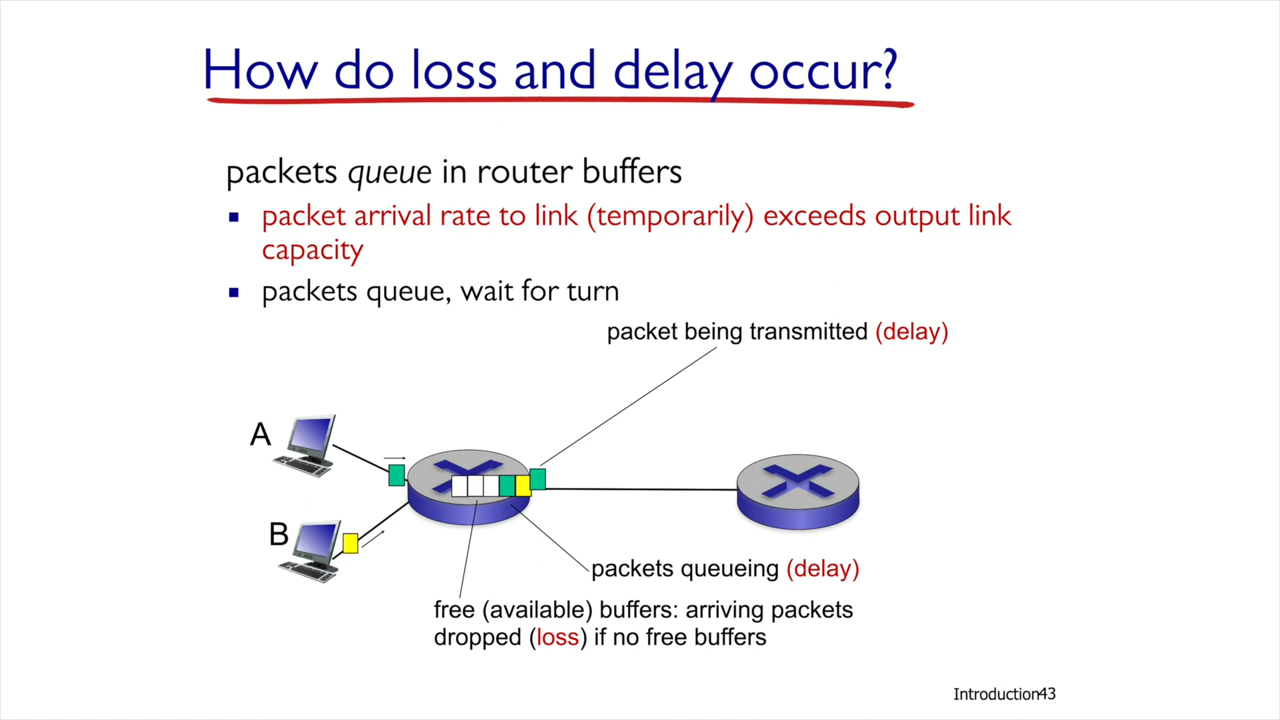 How do loss and delay occur?
packets queue in router buffers
packet arrival rate to link (temporarily) exceeds output link
capacity
packets queue, wait for turn
packet being transmitted (delay)
A
B
packets queueing (delay)
free (available) buffers: arriving packets
dropped (loss) if no free buffers
Introduction43